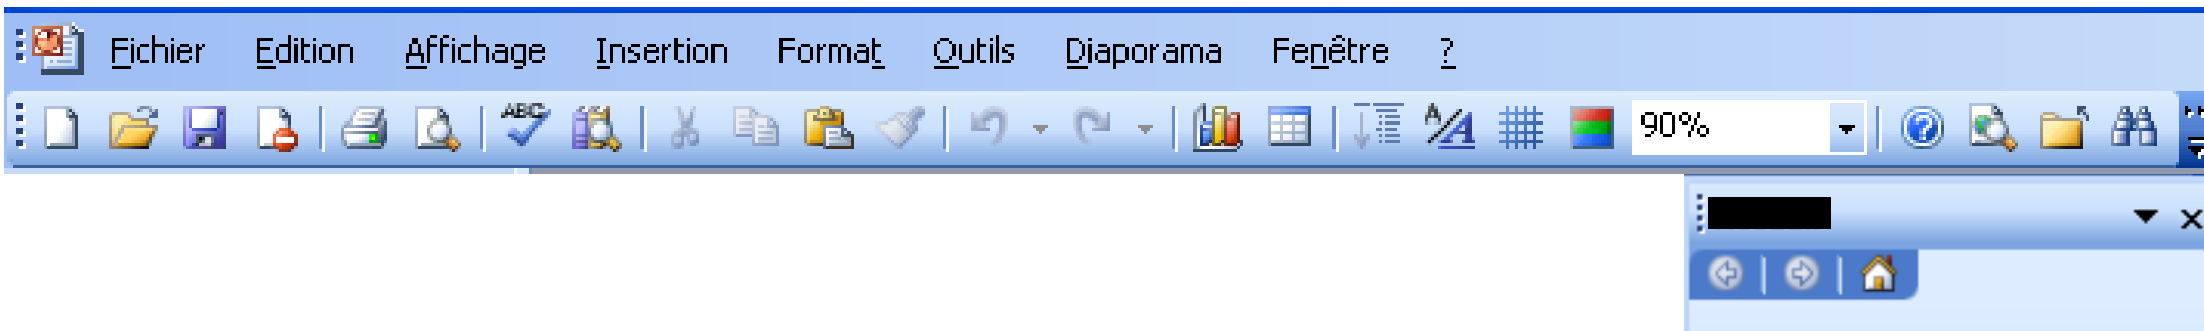 Fichier Edition Affichage Insertion Format Outils Diaporama Fenêtre ?
ABC A/A 90%